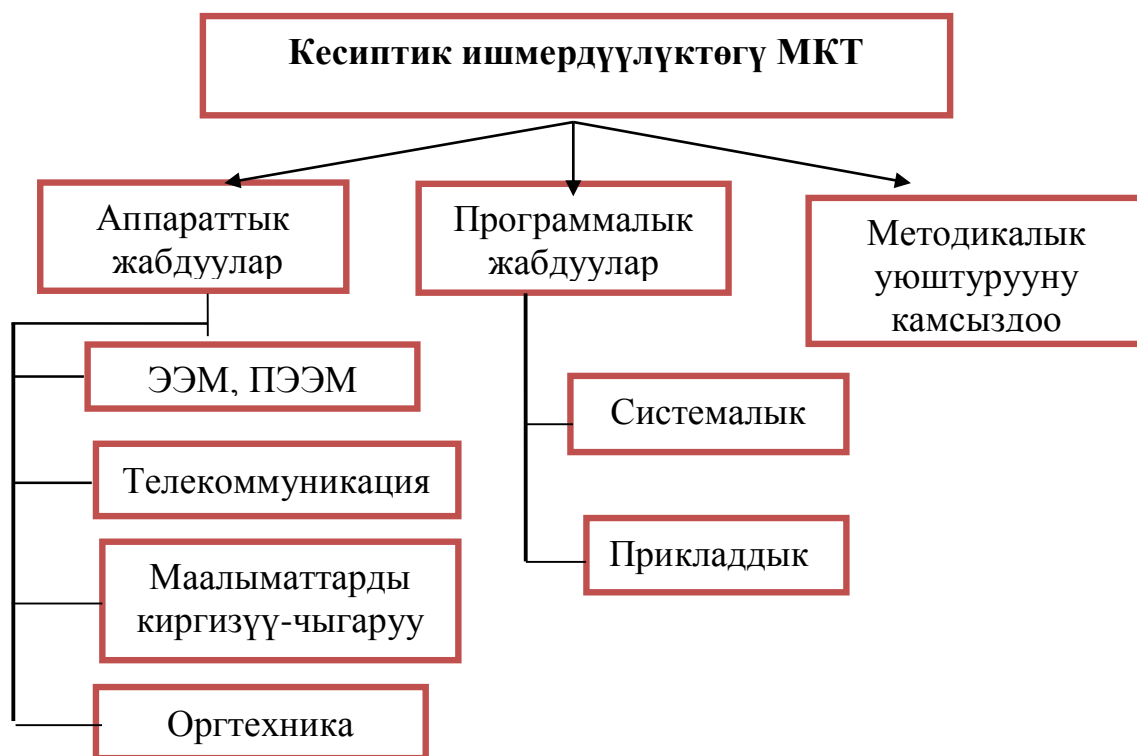 Кесиптик ишмердүүлүктөгү МКТ
Аппараттык
жабдуулар
Программалык
жабдуулар
Методикалык
уюштурууну
камсыздоо
ЭЭМ, ПЭЭМ
Системалык
Телекоммуникация
Прикладдык
Маалыматтарды
киргизүү-чыгаруу
Оргтехника